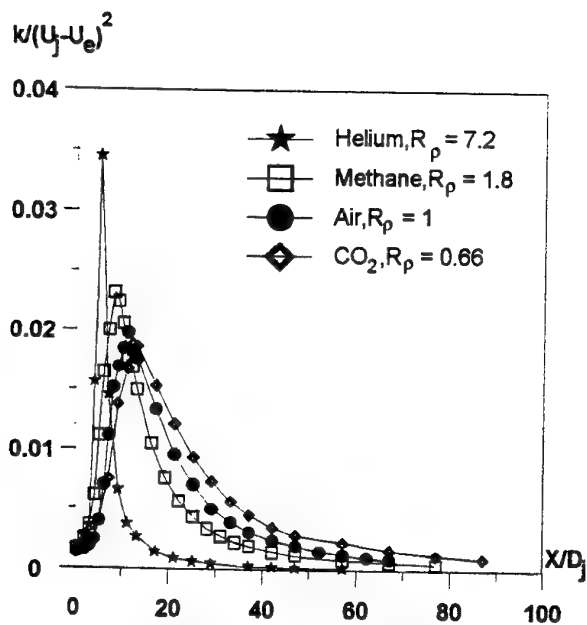 k/(Uj-Ue)²
0.04
0.03
0.02
0.01
0
Helium,Rρ = 7.2
Methane,Rρ = 1.8
Air,Rρ = 1
CO₂,Rρ = 0.66
X/Dj
0 20 40 60 80 100